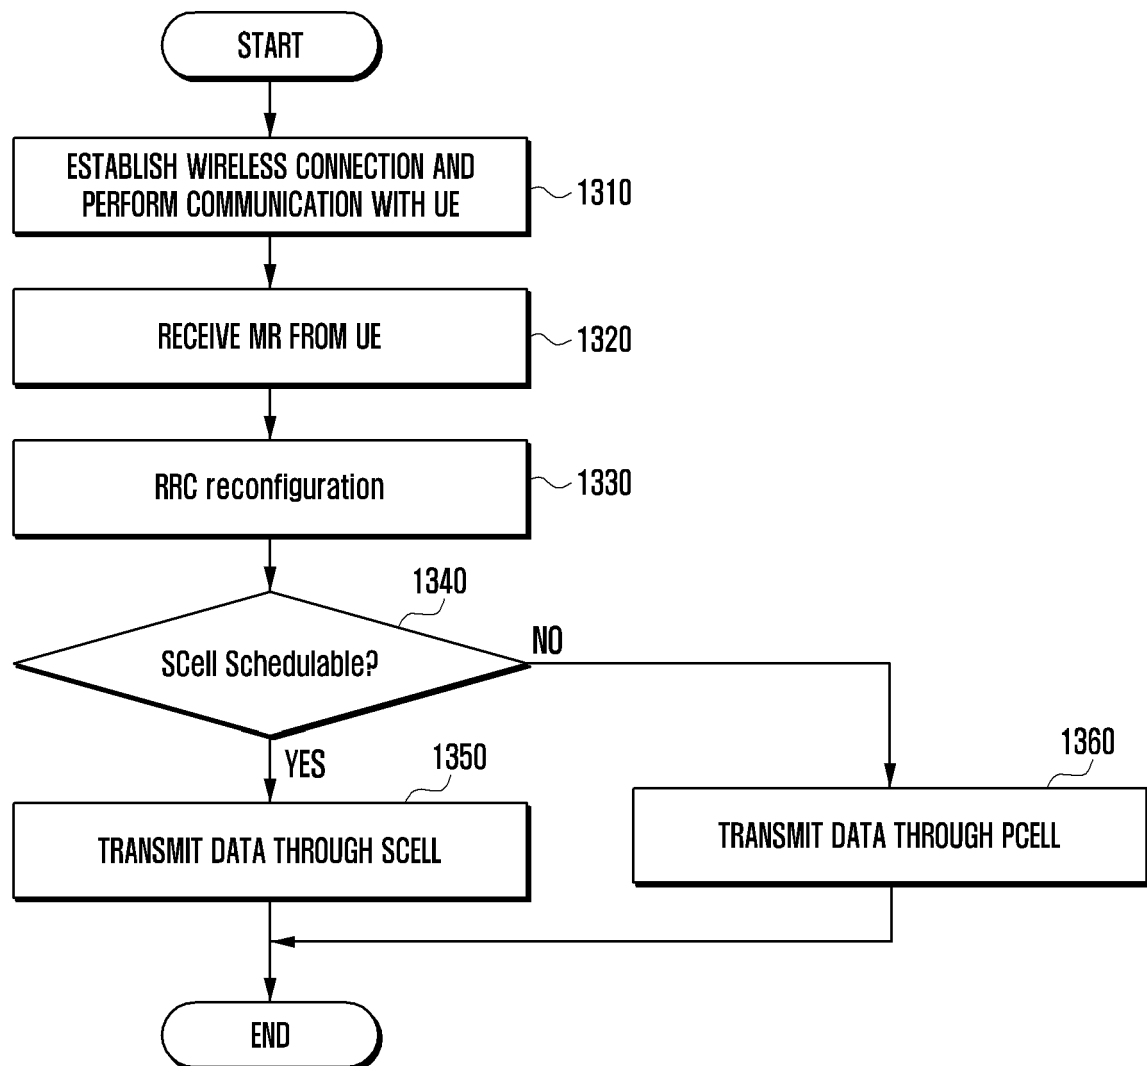 START
ESTABLISH WIRELESS CONNECTION AND
PERFORM COMMUNICATION WITH UE
1310
RECEIVE MR FROM UE
1320
RRC reconfiguration
1330
1340
SCell Schedulable?
NO
YES
1350
1360
TRANSMIT DATA THROUGH SCELL
TRANSMIT DATA THROUGH PCELL
END